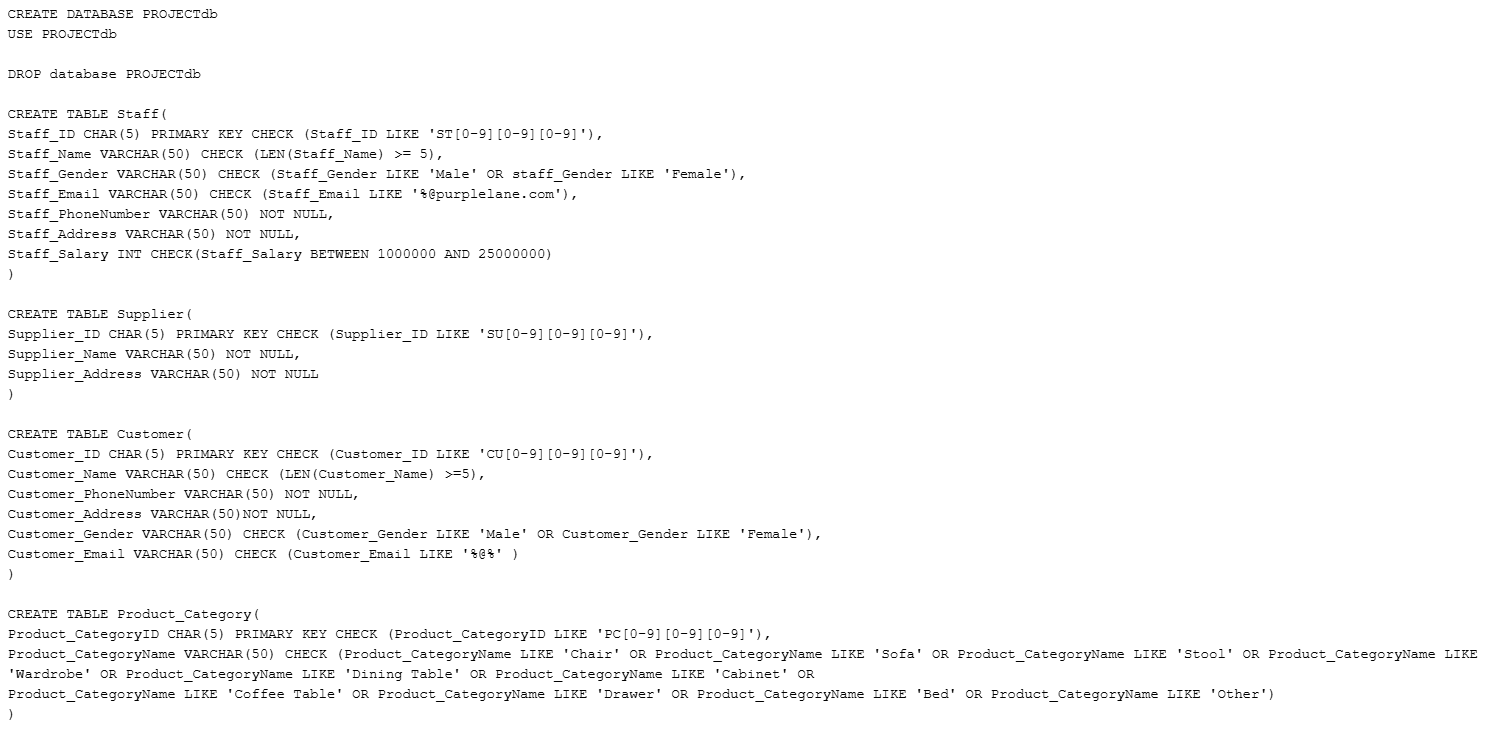 CREATE DATABASE PROJECTdb
USE PROJECTdb
DROP database PROJECTdb
CREATE TABLE Staff(
Staff_ID CHAR(5) PRIMARY KEY CHECK (Staff_ID LIKE 'ST[0-9][0-9][0-9]'),
Staff_Name VARCHAR(50) CHECK (LEN(Staff_Name) >= 5),
Staff_Gender VARCHAR(50) CHECK (Staff_Gender LIKE 'Male' OR staff_Gender LIKE 'Female'),
Staff_Email VARCHAR(50) CHECK (Staff_Email LIKE '%@purplelane.com'),
Staff_PhoneNumber VARCHAR(50) NOT NULL,
Staff_Address VARCHAR(50) NOT NULL,
Staff_Salary INT CHECK(Staff_Salary BETWEEN 1000000 AND 25000000)
)
CREATE TABLE Supplier(
Supplier_ID CHAR(5) PRIMARY KEY CHECK (Supplier_ID LIKE 'SU[0-9][0-9][0-9]'),
Supplier_Name VARCHAR(50) NOT NULL,
Supplier_Address VARCHAR(50) NOT NULL
)
CREATE TABLE Customer(
Customer_ID CHAR(5) PRIMARY KEY CHECK (Customer_ID LIKE 'CU[0-9][0-9][0-9]'),
Customer_Name VARCHAR(50) CHECK (LEN(Customer_Name) >=5),
Customer_PhoneNumber VARCHAR(50) NOT NULL,
Customer_Address VARCHAR(50)NOT NULL,
Customer_Gender VARCHAR(50) CHECK (Customer_Gender LIKE 'Male' OR Customer_Gender LIKE 'Female'),
Customer_Email VARCHAR(50) CHECK (Customer_Email LIKE '%@%' )
)
CREATE TABLE Product_Category(
Product_CategoryID CHAR(5) PRIMARY KEY CHECK (Product_CategoryID LIKE 'PC[0-9][0-9][0-9]'),
Product_CategoryName VARCHAR(50) CHECK (Product_CategoryName LIKE 'Chair' OR Product_CategoryName LIKE 'Sofa' OR Product_CategoryName LIKE 'Stool' OR Product_CategoryName LIKE
'Wardrobe' OR Product_CategoryName LIKE 'Dining Table' OR Product_CategoryName LIKE 'Cabinet' OR
Product_CategoryName LIKE 'Coffee Table' OR Product_CategoryName LIKE 'Drawer' OR Product_CategoryName LIKE 'Bed' OR Product_CategoryName LIKE 'Other')
)